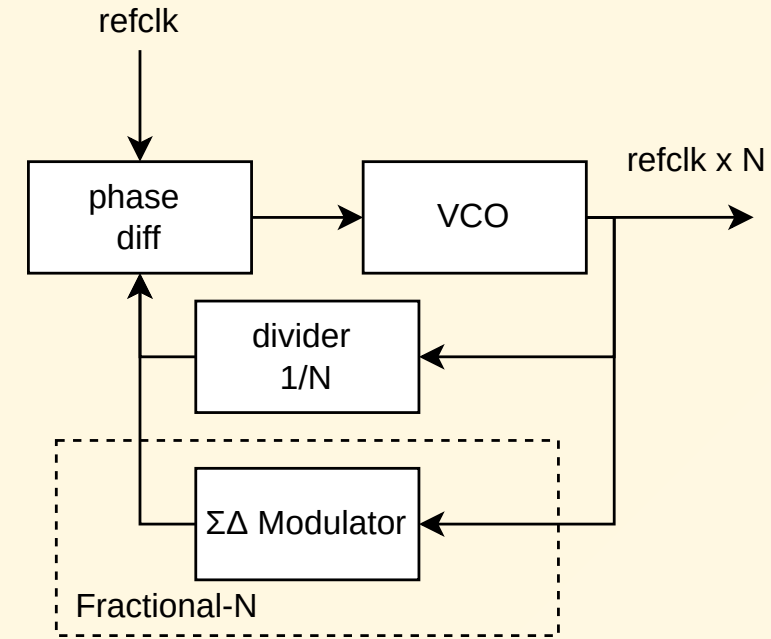 refclk
phase
diff
VCO
refclk x N
divider
1/N
ΣΔ Modulator
Fractional-N